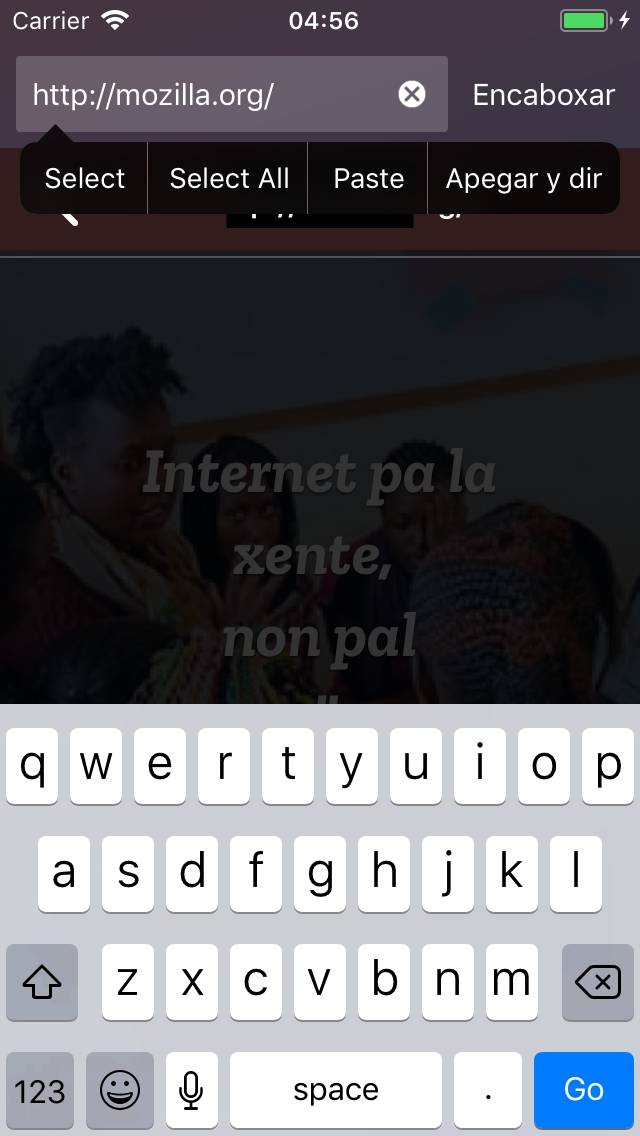 Carrier 04:56
http://mozilla.org/ Encaboxar
Select Select All Paste Apegar y dir
Internet pa la
xente,
non pal
q w e r t y u i o p
a s d f g h j k l
z x c v b n m
123 space . Go